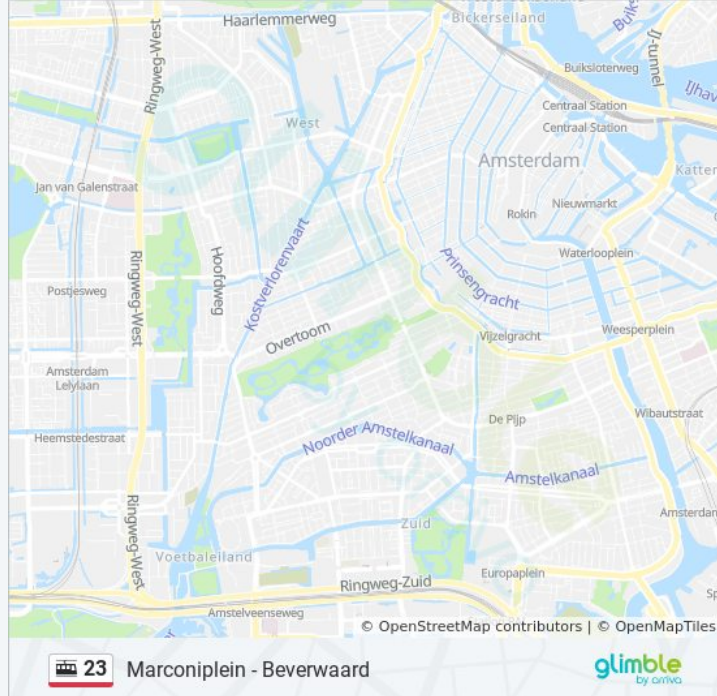 Haarlemmerweg
Bickerseiland
Buiks
IJ-tunnel
Ringweg-West
Buiksloterweg
IJhav
Centraal Station
Centraal Station
West
Amsterdam
Katten
Jan van Galenstraat
Nieuwmarkt
Rokin
Kostverlorenvaart
Hoofdweg
Waterlooplein
Prinsengracht
Ringweg-West
Postjesweg
Overtoom
Vijzelgracht
Weesperplein
Amsterdam
Lelylaan
Wibautstraat
De Pijp
Heemstedestraat
Noorder Amstelkanaal
Amstelkanaal
Ringweg-West
Amsterdam
Zuid
Voetbaleiland
Europaplein
Ringweg-Zuid
Sp
Amstelveenseweg
© OpenStreetMap contributors | © OpenMapTiles
23 Marconiplein - Beverwaard
glimble
by arriva